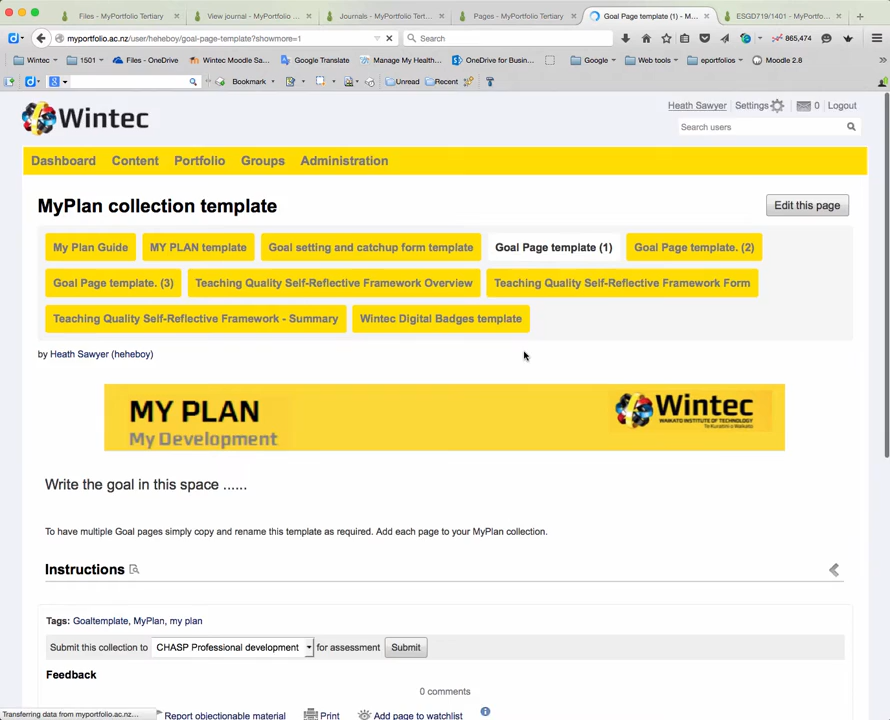 Files - MyPortfolio Tertiary
View journal - MyPortfolio ...
Journals - MyPortfolio Tert...
Pages - MyPortfolio Tertiary
Goal Page template (1) - M...
ESGD719/1401 - MyPortfo...
myportfolio.ac.nz/user/heheboy/goal-page-template?showmore=1
Search
865,474
Wintec
1501
Files - OneDrive
Wintec Moodle Sa...
Google Translate
Manage My Health...
OneDrive for Busin...
Google
Web tools
eportfolios
Moodle 2.8
Bookmark
Unread
Recent
Wintec
Heath Sawyer
Settings
0
Logout
Search users
Dashboard
Content
Portfolio
Groups
Administration
MyPlan collection template
Edit this page
My Plan Guide
MY PLAN template
Goal setting and catchup form template
Goal Page template (1)
Goal Page template. (2)
Goal Page template. (3)
Teaching Quality Self-Reflective Framework Overview
Teaching Quality Self-Reflective Framework Form
Teaching Quality Self-Reflective Framework - Summary
Wintec Digital Badges template
by Heath Sawyer (heheboy)
MY PLAN
My Development
Wintec
WAIKATO INSTITUTE OF TECHNOLOGY
Te Kuratini o Waikato
Write the goal in this space ......
To have multiple Goal pages simply copy and rename this template as required. Add each page to your MyPlan collection.
Instructions
Tags: Goaltemplate, MyPlan, my plan
Submit this collection to CHASP Professional development for assessment Submit
Feedback
0 comments
Transferring data from myportfolio.ac.nz...
Report objectionable material
Print
Add page to watchlist